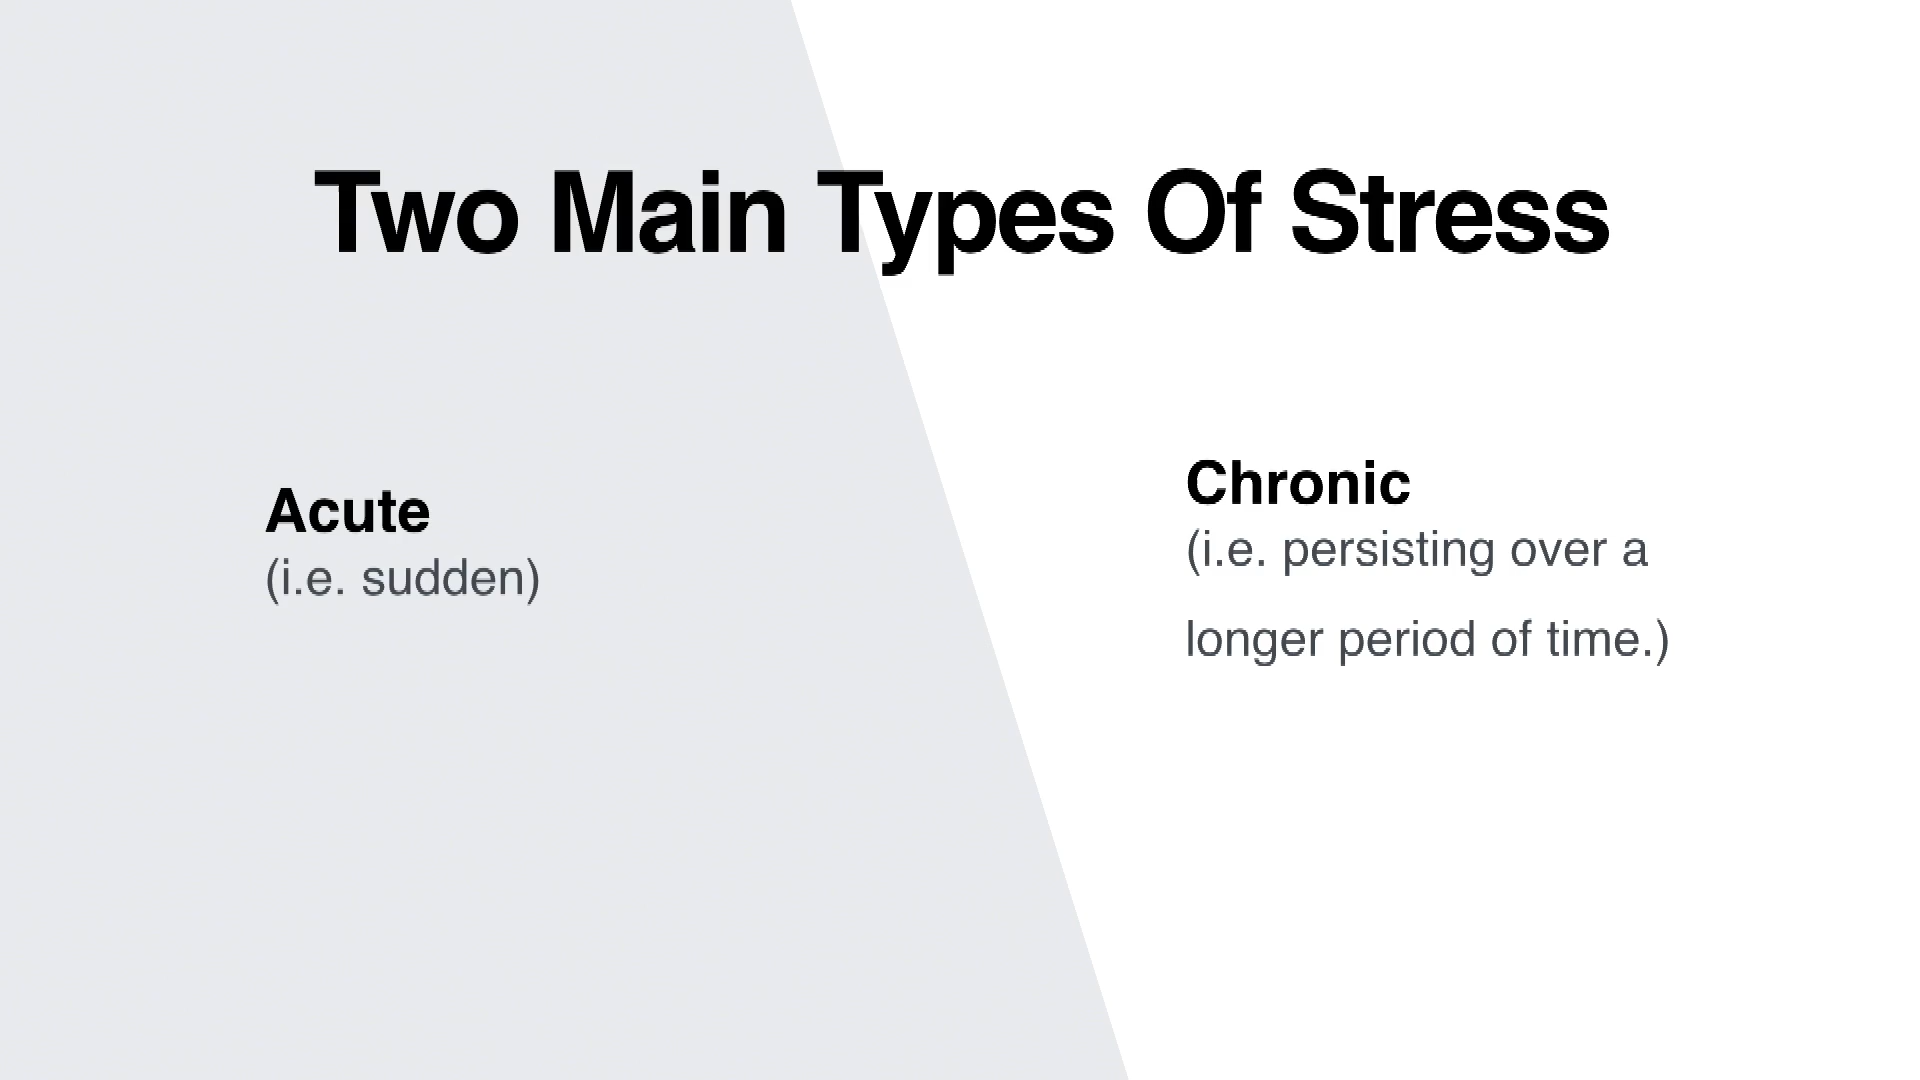 Two Main Types Of Stress
Acute
(i.e. sudden)
Chronic
(i.e. persisting over a
longer period of time.)